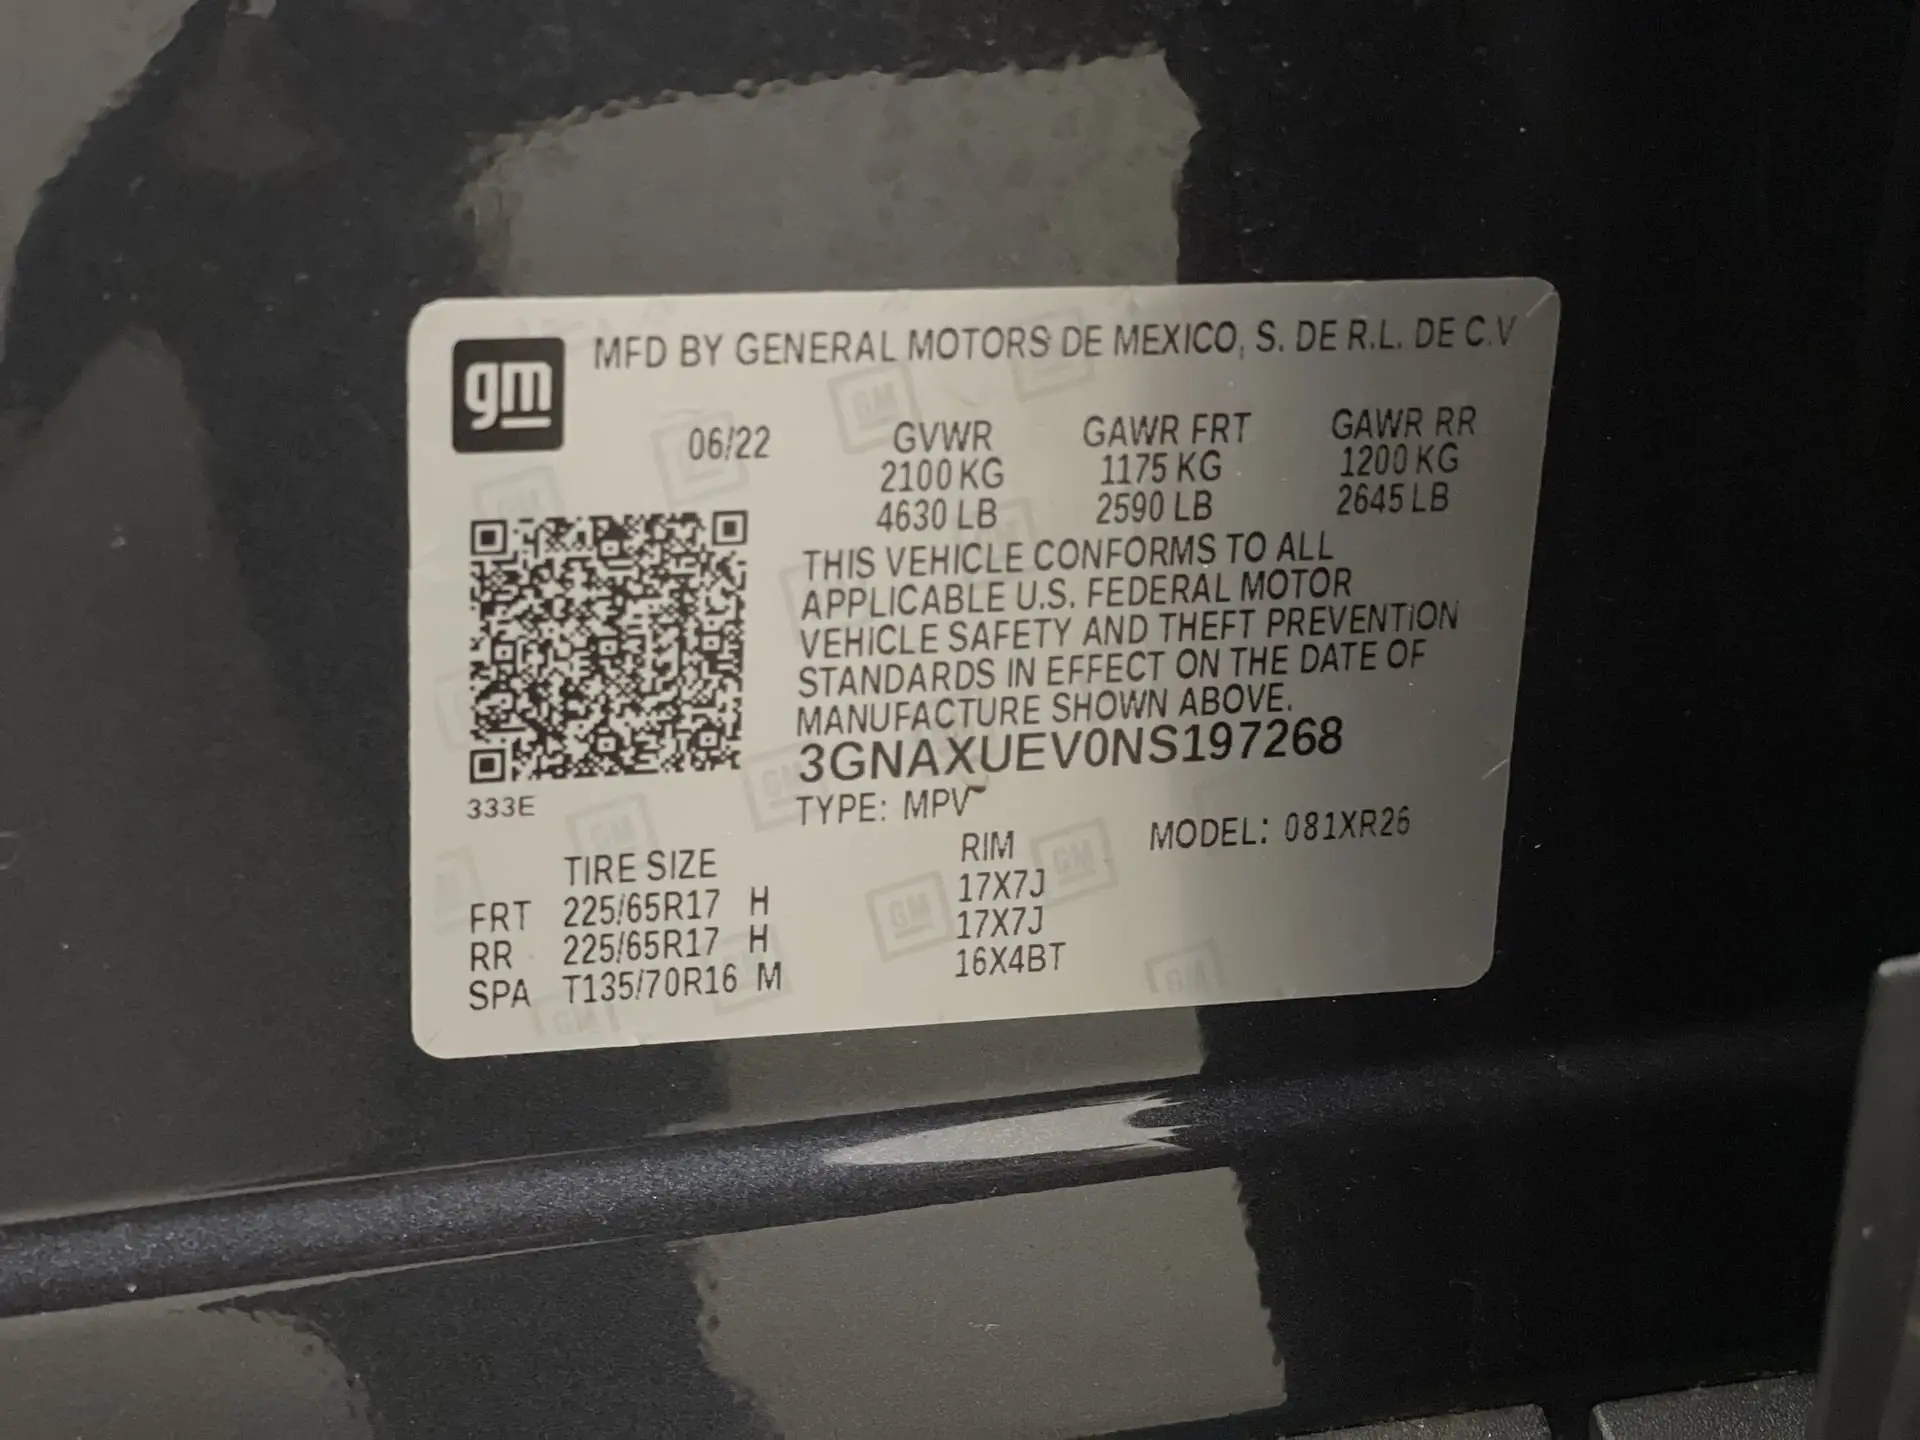 gm
MFD BY GENERAL MOTORS DE MEXICO, S. DE R.L. DE C.V
06/22 GVWR GAWR FRT GAWR RR
2100 KG 1175 KG 1200 KG
4630 LB 2590 LB 2645 LB
THIS VEHICLE CONFORMS TO ALL
APPLICABLE U.S. FEDERAL MOTOR
VEHICLE SAFETY AND THEFT PREVENTION
STANDARDS IN EFFECT ON THE DATE OF
MANUFACTURE SHOWN ABOVE.
3GNAXUEV0NS197268
333E
TYPE: MPV
MODEL: 081XR26
TIRE SIZE RIM
FRT 225/65R17 H 17X7J
RR 225/65R17 H 17X7J
SPA T135/70R16 M 16X4BT